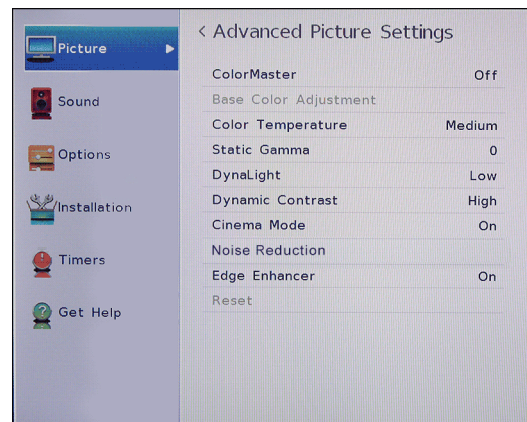 Picture
Sound
Options
Installation
Timers
Get Help
< Advanced Picture Settings
ColorMaster Off
Base Color Adjustment
Color Temperature Medium
Static Gamma 0
DynaLight Low
Dynamic Contrast High
Cinema Mode On
Noise Reduction
Edge Enhancer On
Reset